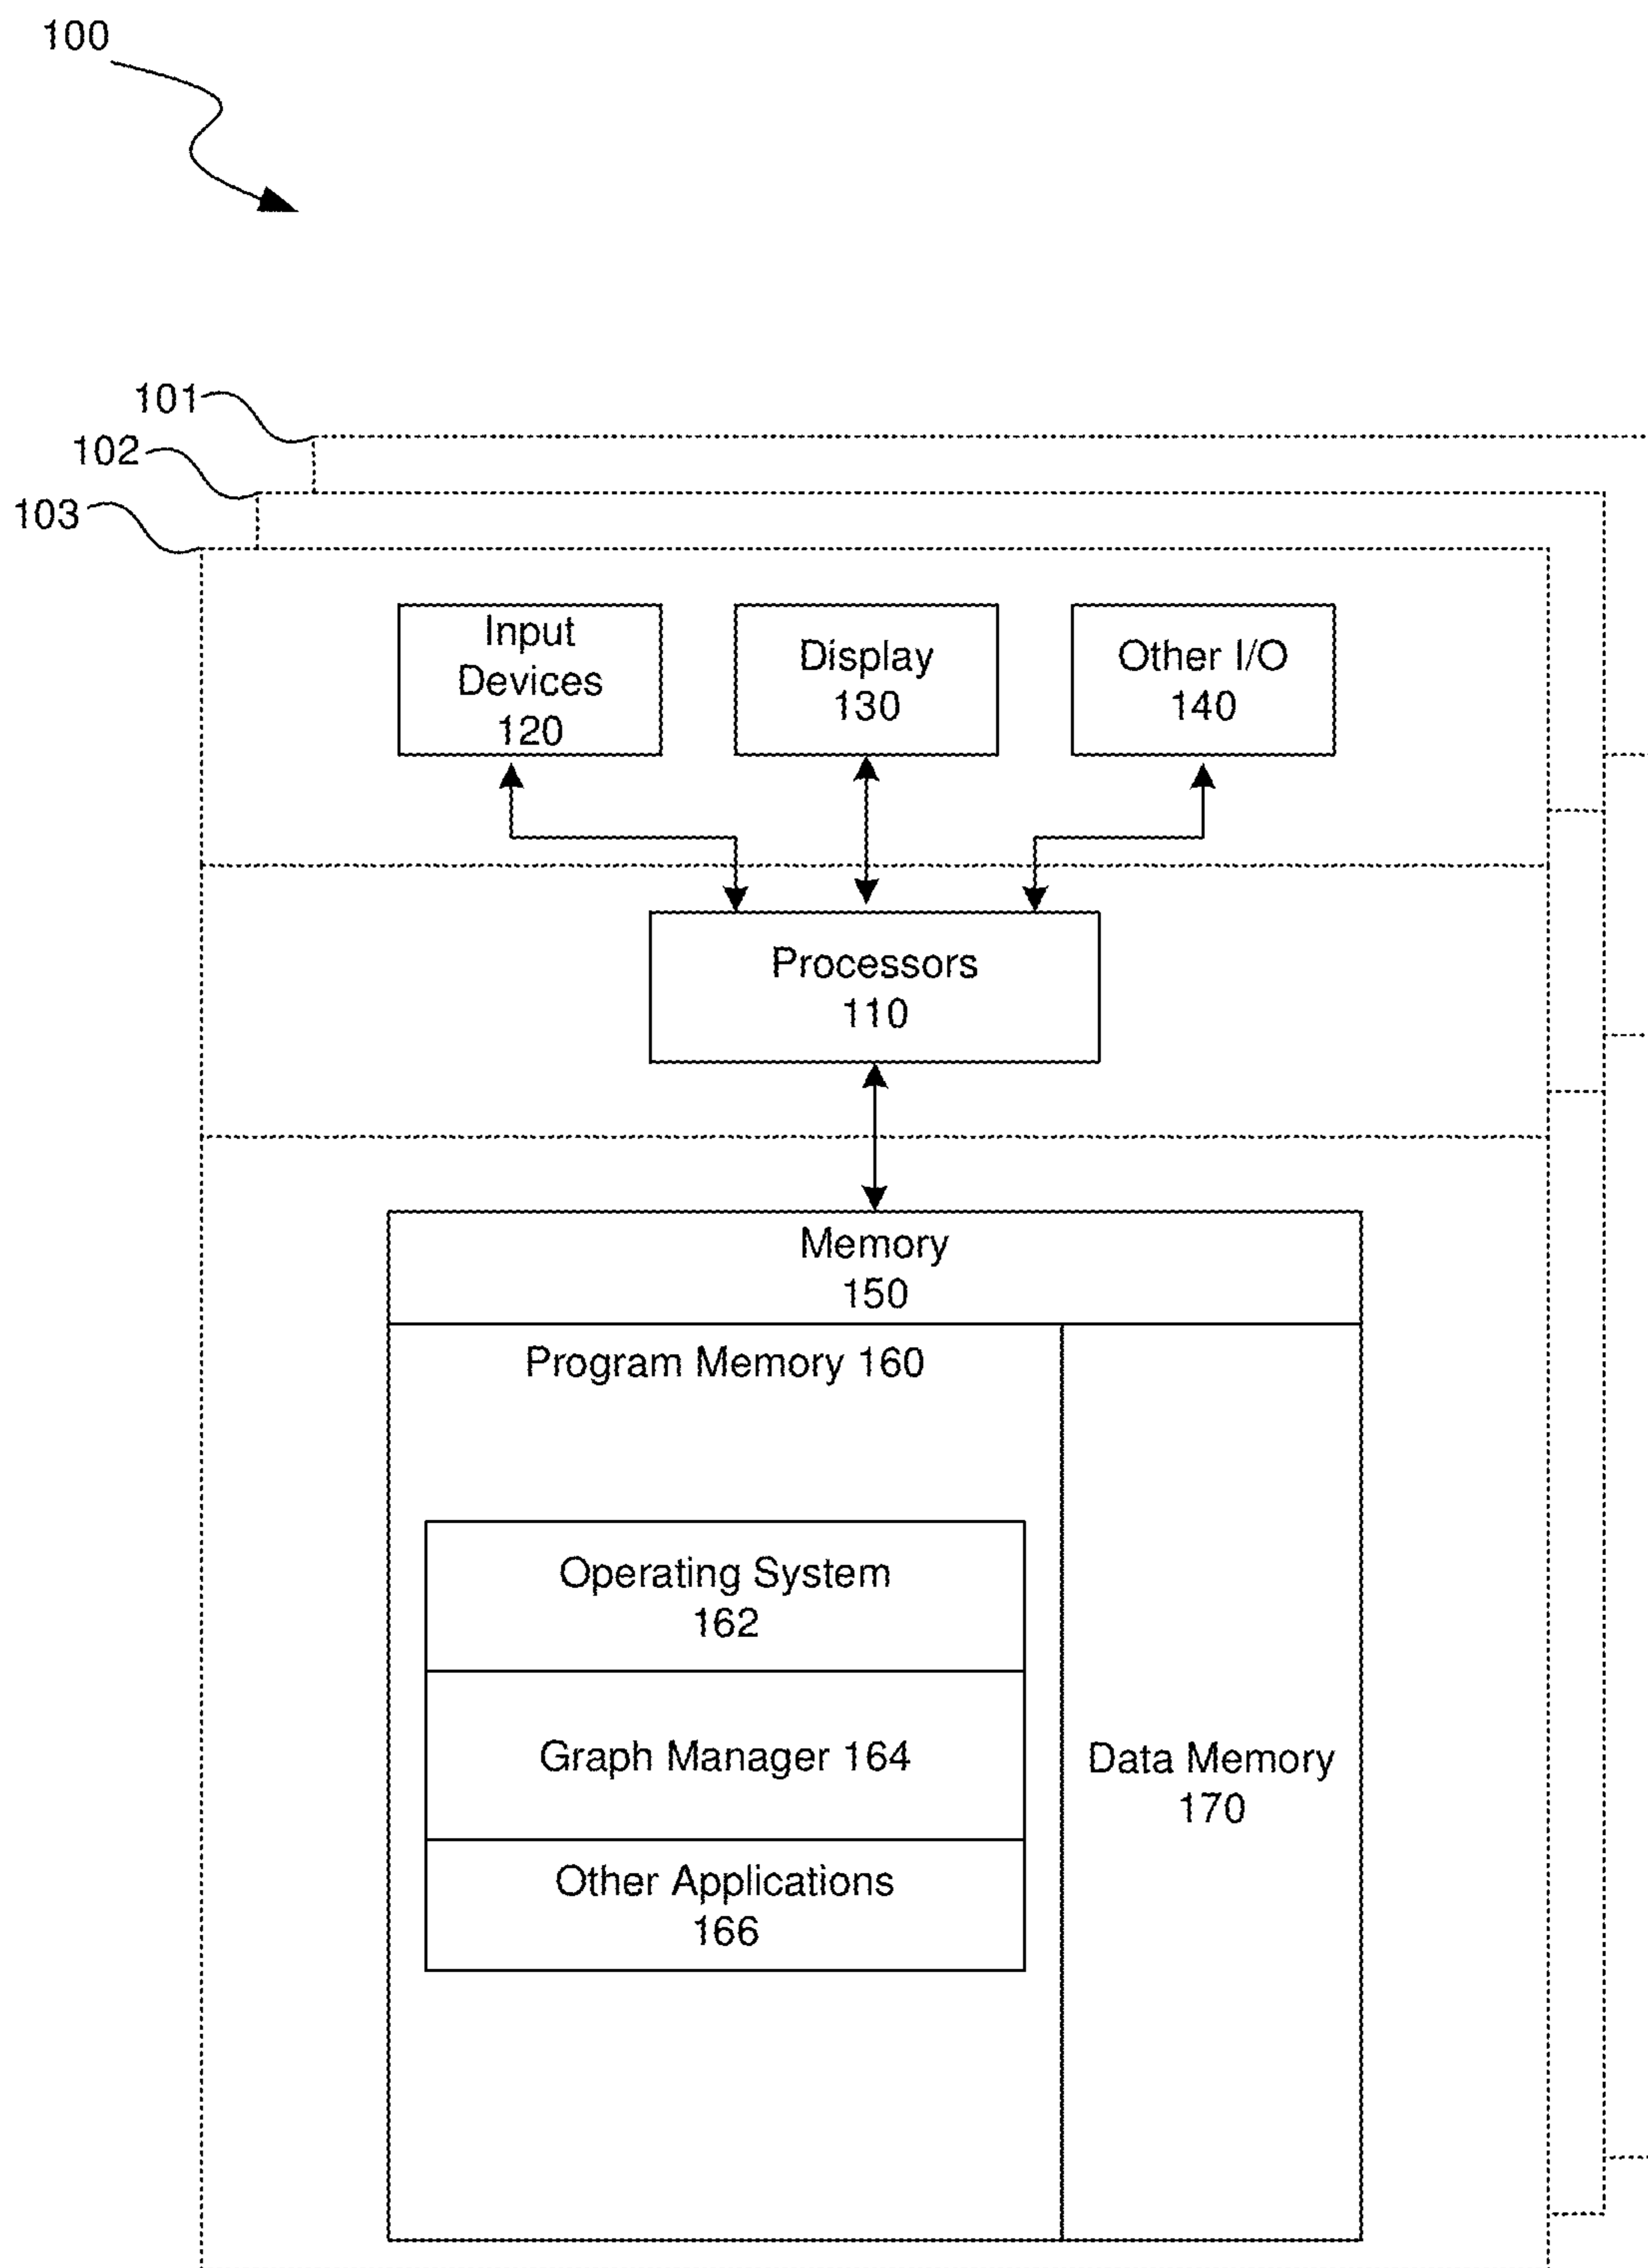 100
101
102
103
Input
Devices
120
Display
130
Other I/O
140
Processors
110
Memory
150
Program Memory 160
Operating System
162
Graph Manager 164
Other Applications
166
Data Memory
170